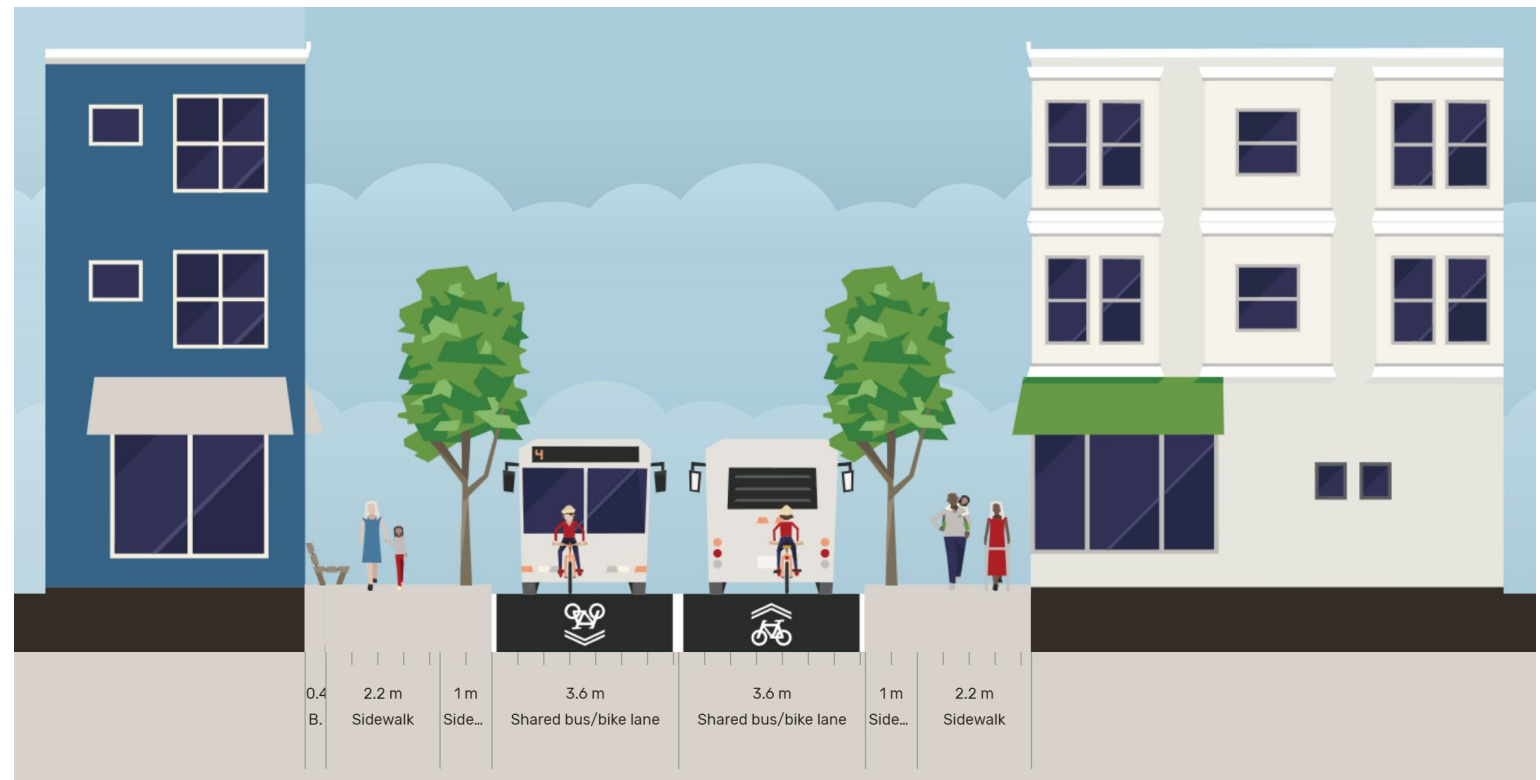 4
0.4 2.2 m 1 m 3.6 m 3.6 m 1 m 2.2 m
B. Sidewalk Side... Shared bus/bike lane Shared bus/bike lane Side... Sidewalk